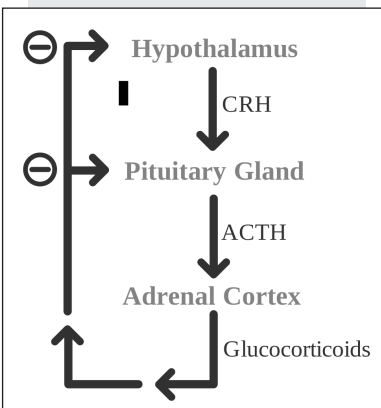 Hypothalamus
CRH
Pituitary Gland
ACTH
Adrenal Cortex
Glucocorticoids